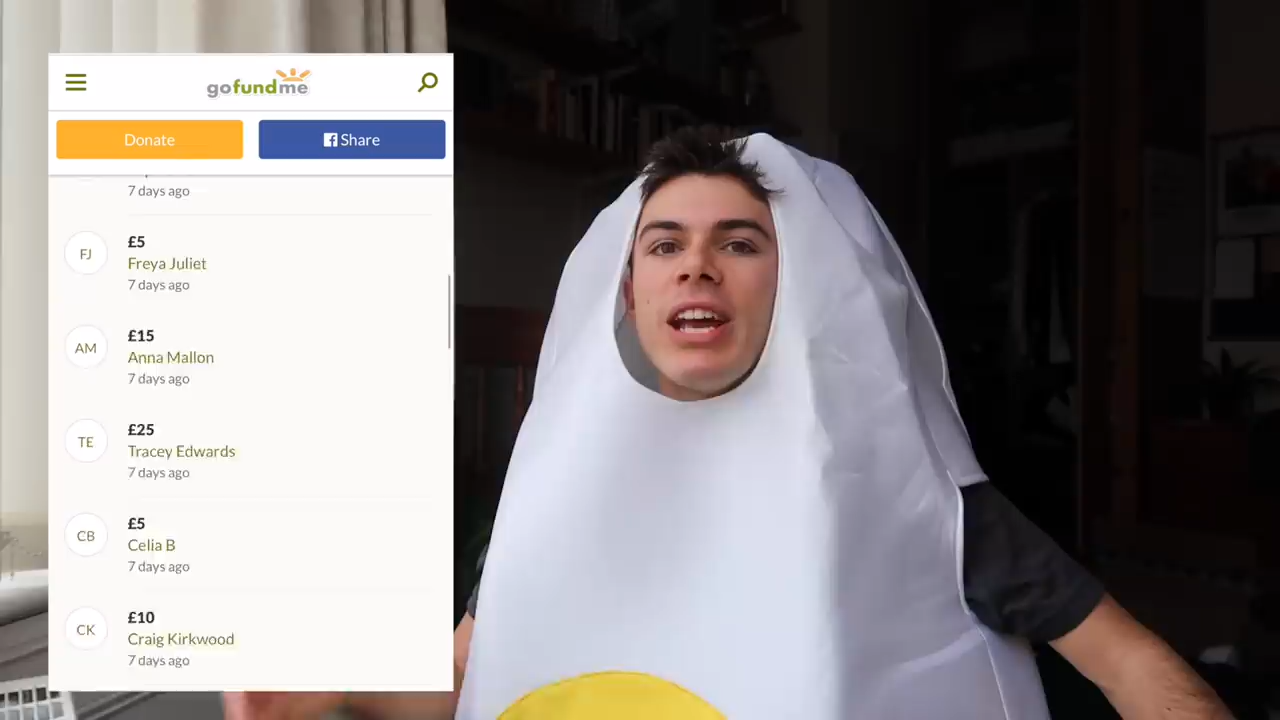 gofundme
Donate
Share
7 days ago
FJ
£5
Freya Juliet
7 days ago
AM
£15
Anna Mallon
7 days ago
TE
£25
Tracey Edwards
7 days ago
CB
£5
Celia B
7 days ago
CK
£10
Craig Kirkwood
7 days ago